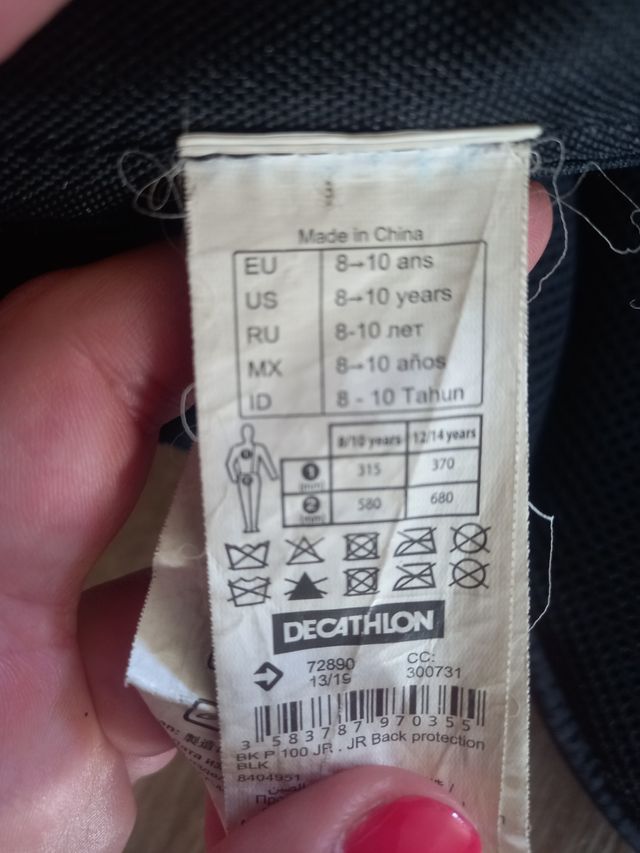 Made in China
EU 8→10 ans
US 8→10 years
RU 8-10 лет
MX 8→10 años
ID 8 - 10 Tahun
8/10 years 12/14 years
1 (mm) 315 370
2 (mm) 580 680
DECATHLON
72890 CC:
13/19 300731
3 583787 970355
BK P 100 JR . JR Back protection
BLK
8404951